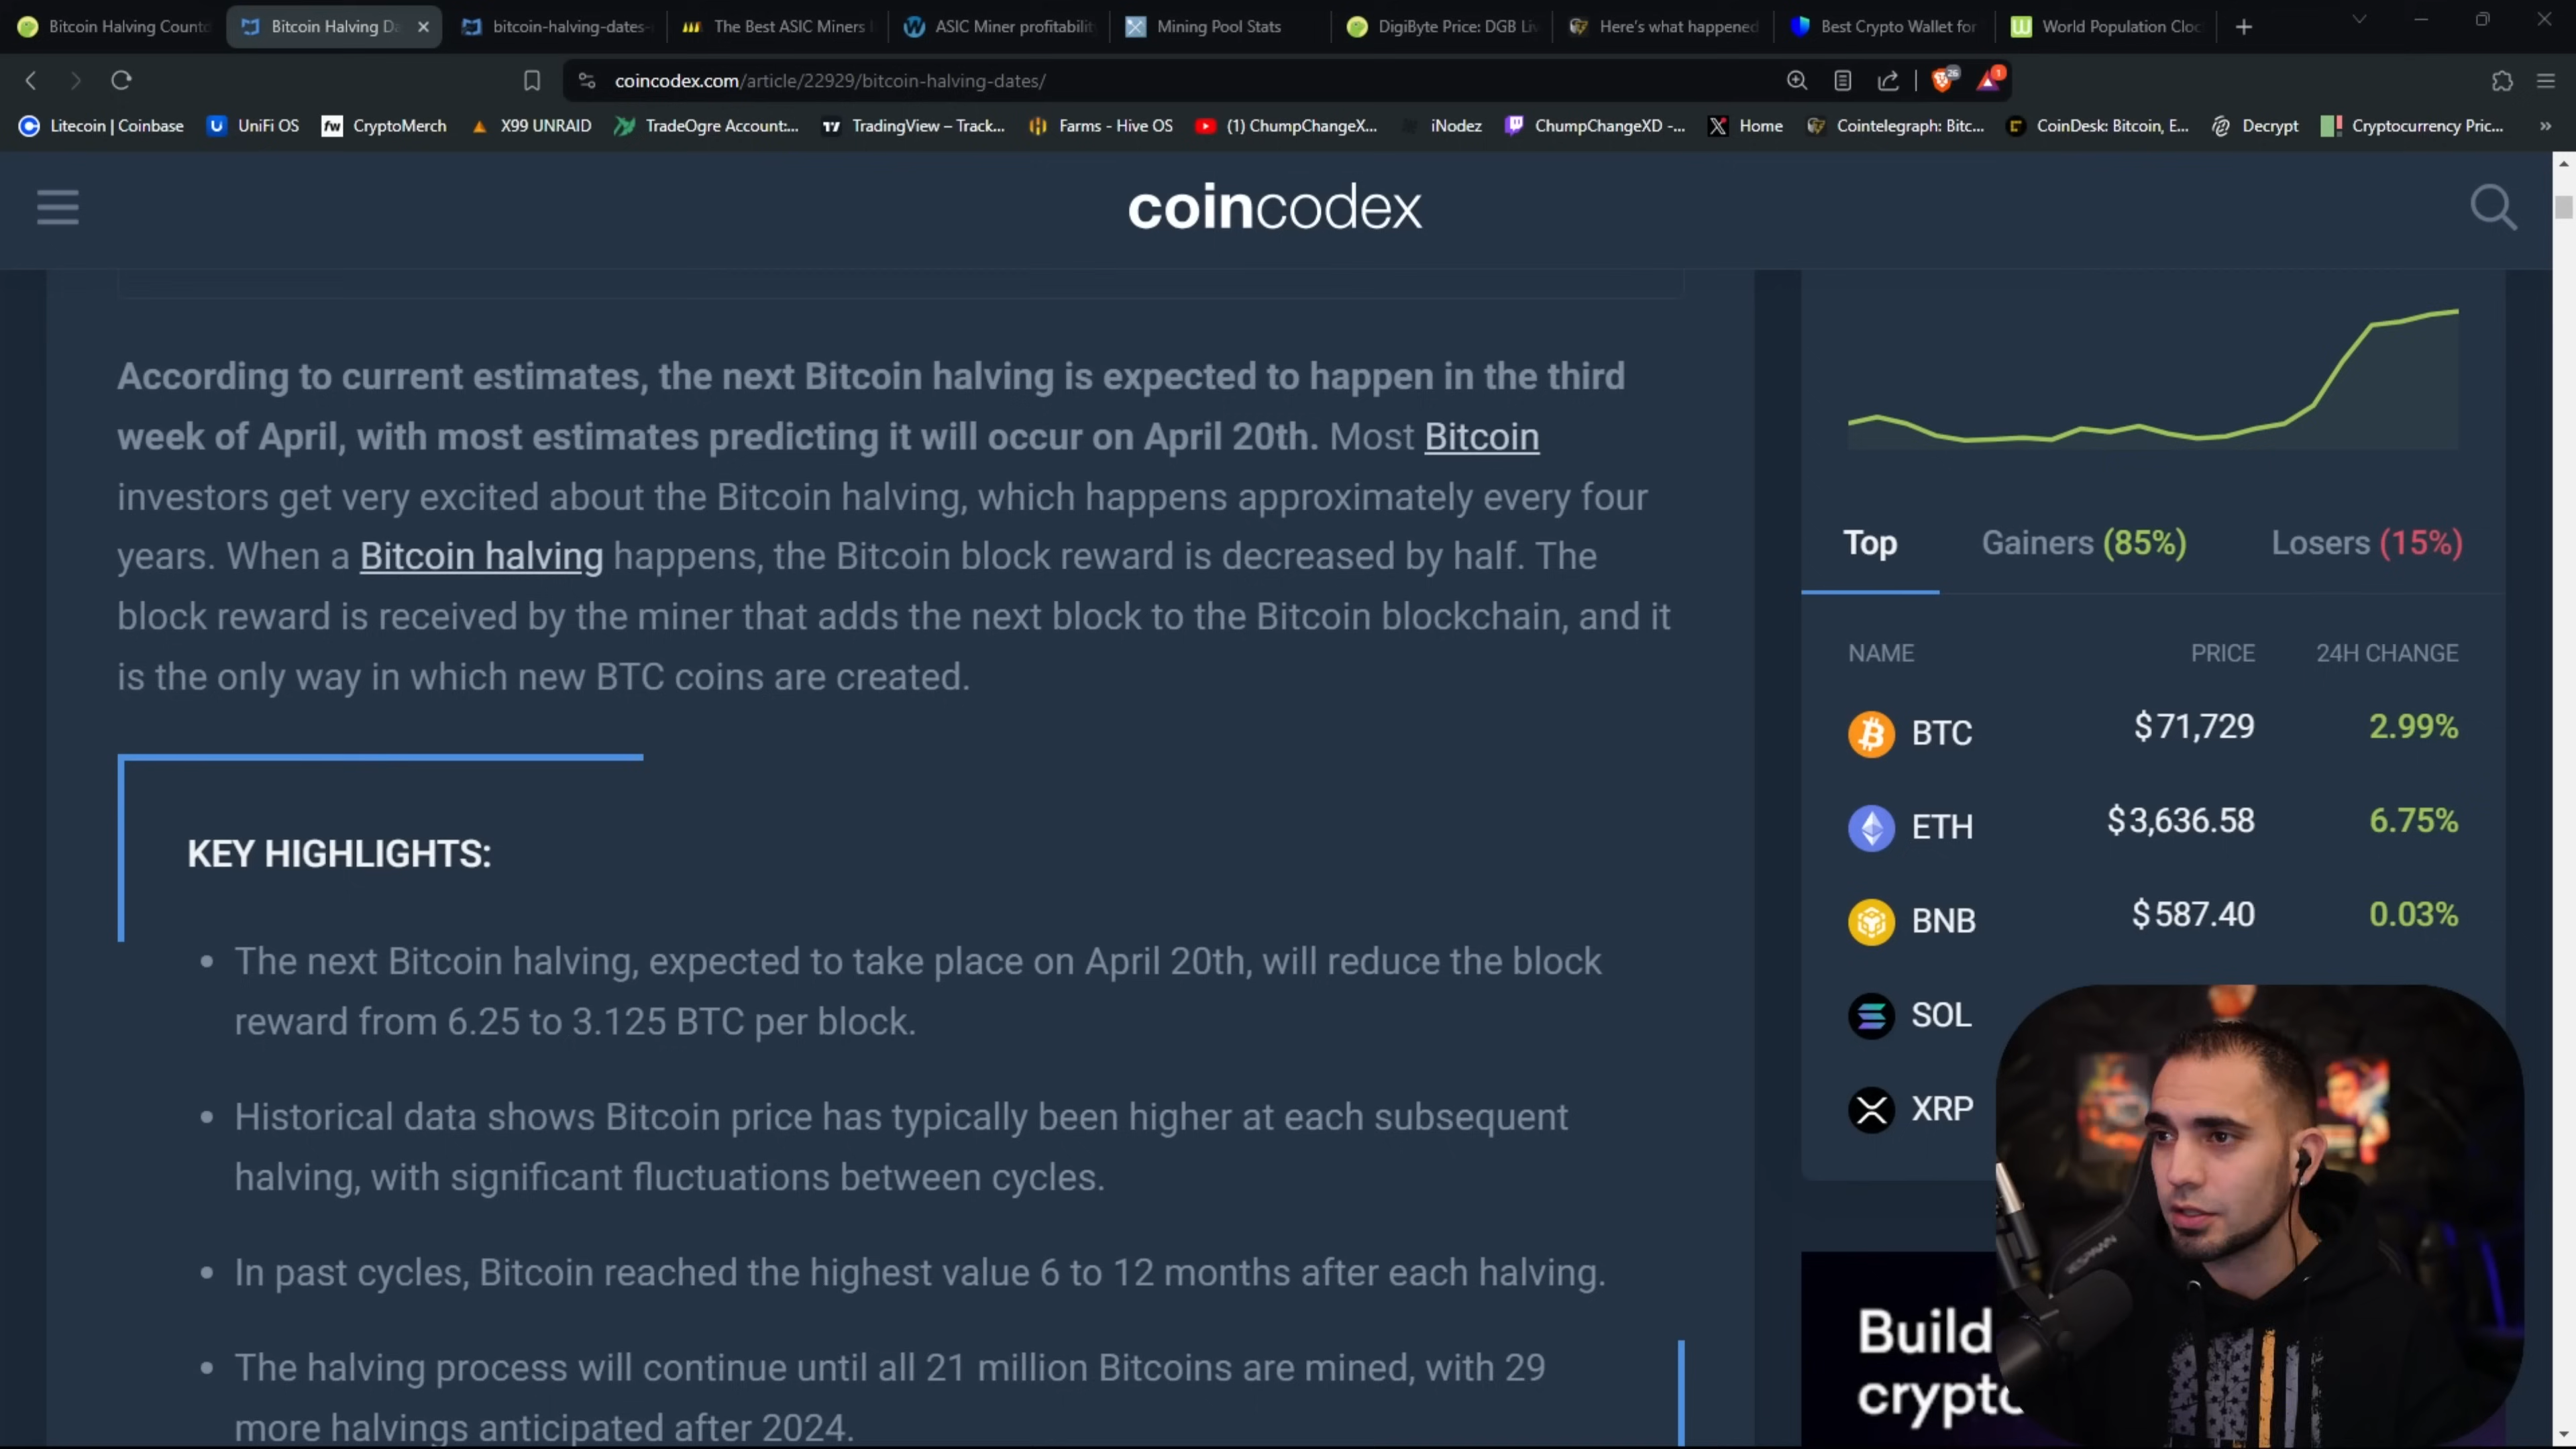 Bitcoin Halving Countd
Bitcoin Halving Da
bitcoin-halving-dates-
The Best ASIC Miners
ASIC Miner profitability
Mining Pool Stats
DigiByte Price: DGB Liv
Here's what happened
Best Crypto Wallet for
World Population Cloc
coincodex.com/article/22929/bitcoin-halving-dates/
26
1
Litecoin | Coinbase
UniFi OS
fw CryptoMerch
X99 UNRAID
TradeOgre Account:...
TradingView – Track...
Farms - Hive OS
(1) ChumpChangeX...
iNodez
ChumpChangeXD -...
Home
Cointelegraph: Bitc...
CoinDesk: Bitcoin, E...
Decrypt
Cryptocurrency Pric...
»
coincodex
According to current estimates, the next Bitcoin halving is expected to happen in the third
week of April, with most estimates predicting it will occur on April 20th. Most Bitcoin
investors get very excited about the Bitcoin halving, which happens approximately every four
years. When a Bitcoin halving happens, the Bitcoin block reward is decreased by half. The
block reward is received by the miner that adds the next block to the Bitcoin blockchain, and it
is the only way in which new BTC coins are created.
KEY HIGHLIGHTS:
• The next Bitcoin halving, expected to take place on April 20th, will reduce the block
reward from 6.25 to 3.125 BTC per block.
• Historical data shows Bitcoin price has typically been higher at each subsequent
halving, with significant fluctuations between cycles.
• In past cycles, Bitcoin reached the highest value 6 to 12 months after each halving.
• The halving process will continue until all 21 million Bitcoins are mined, with 29
more halvings anticipated after 2024.
Top Gainers (85%) Losers (15%)
NAME PRICE 24H CHANGE
BTC $71,729 2.99%
ETH $3,636.58 6.75%
BNB $587.40 0.03%
SOL
XRP
Build
crypto